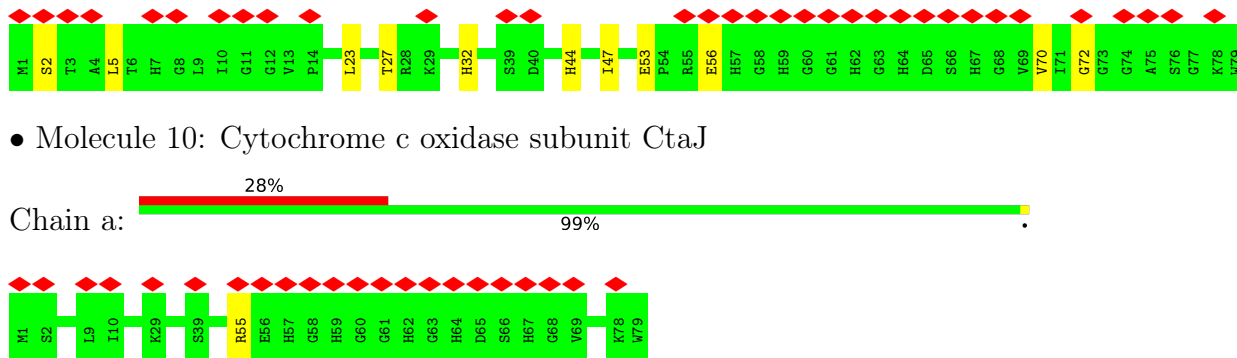 M1 S2 T3 A4 L5 T6 H7 G8 L9 I10 G11 G12 V13 P14 L23 T27 R28 K29 H32 S39 D40 H44 I47 E53 P54 R55 E56 H57 G58 H59 G60 G61 H62 G63 H64 D65 S66 H67 G68 V69 V70 I71 G72 G73 G74 A75 S76 G77 K78 W79
• Molecule 10: Cytochrome c oxidase subunit CtaJ
28%
Chain a:
99%
.
M1 S2 L9 I10 K29 S39 R55 E56 H57 G58 H59 G60 G61 H62 G63 H64 D65 S66 H67 G68 V69 K78 W79